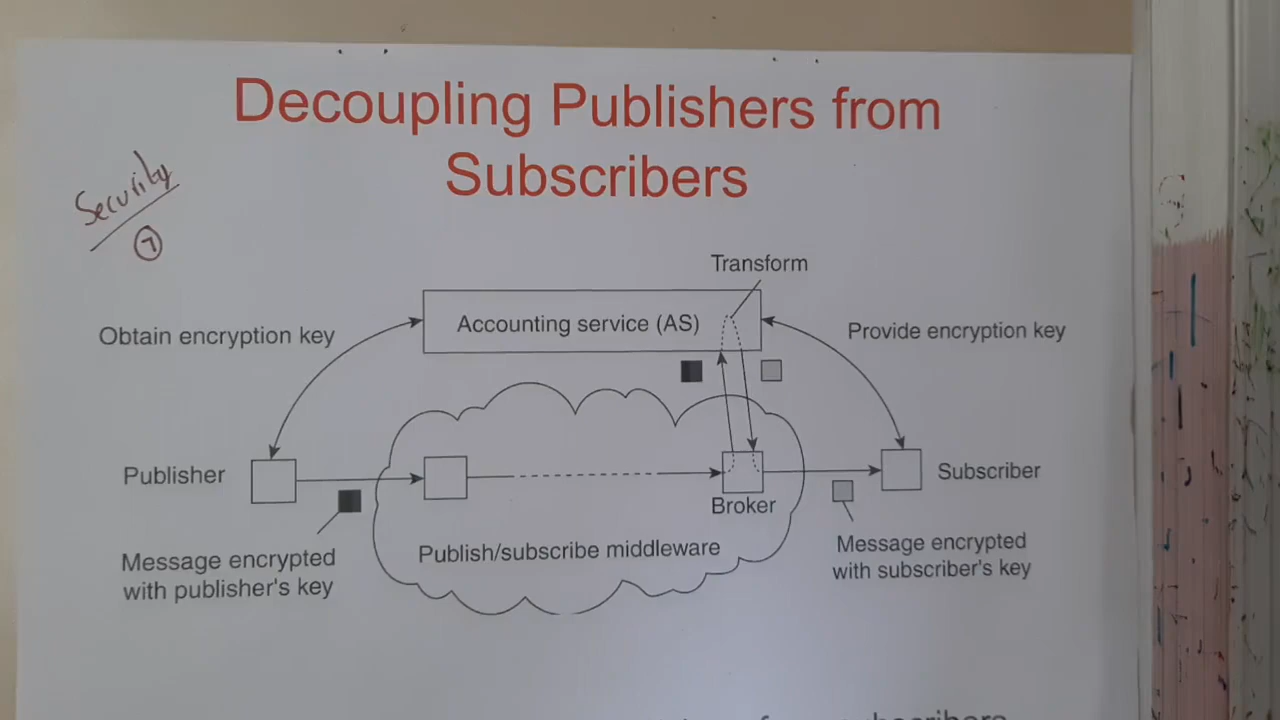 Decoupling Publishers from
Subscribers
Security
7
Transform
Accounting service (AS)
Obtain encryption key
Provide encryption key
Publisher
Subscriber
Broker
Message encrypted
with publisher's key
Publish/subscribe middleware
Message encrypted
with subscriber's key